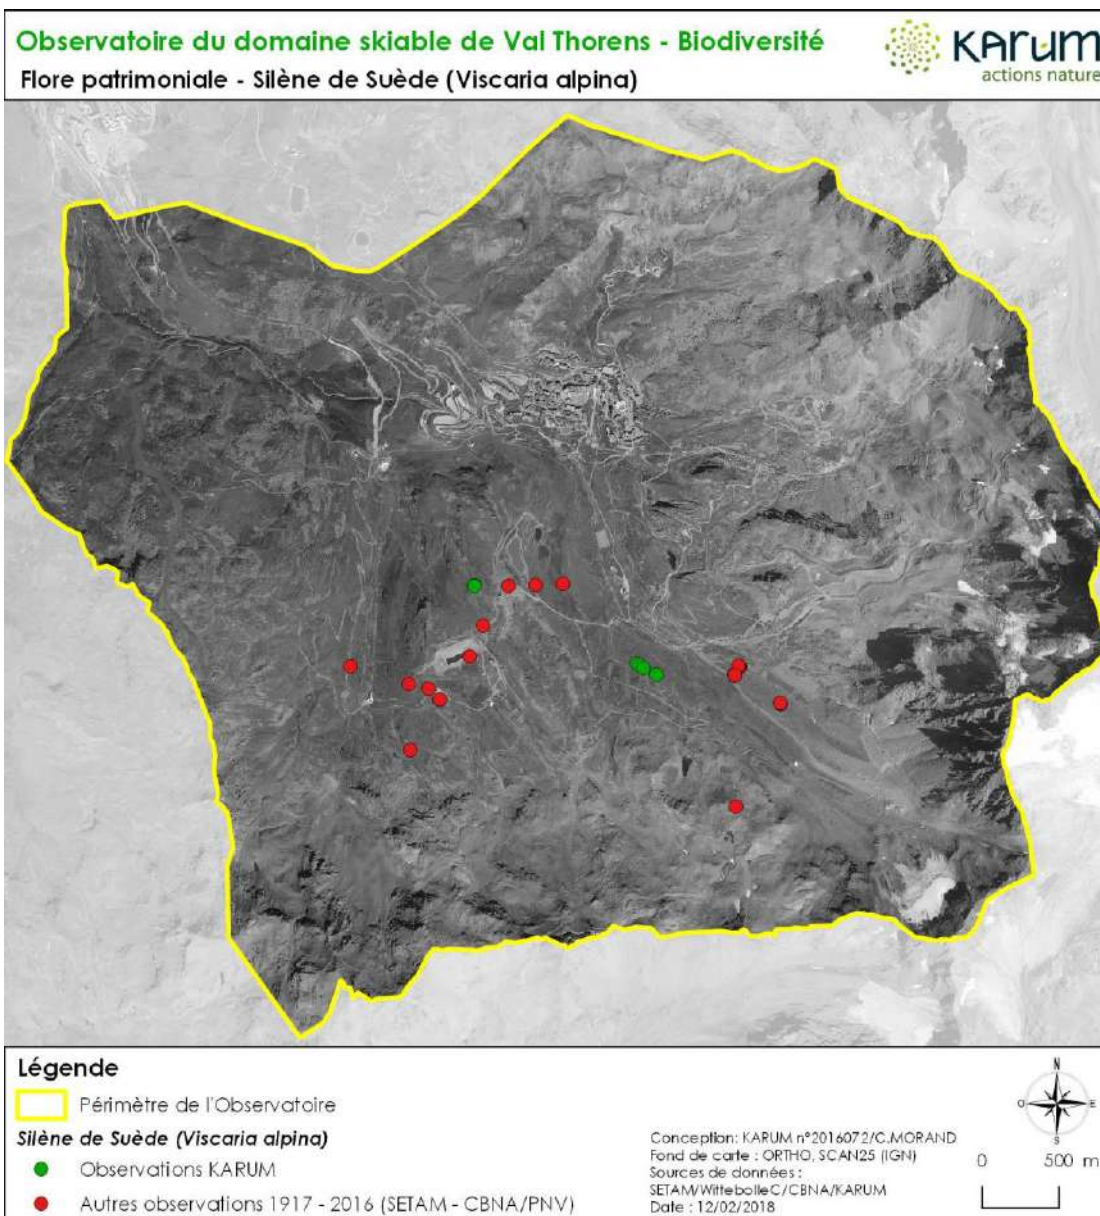 Observatoire du domaine skiable de Val Thorens - Biodiversité
Flore patrimoniale - Silène de Suède (Viscaria alpina)
KARUM
actions nature
Légende
Périmètre de l'Observatoire
Silène de Suède (Viscaria alpina)
Observations KARUM
Autres observations 1917 - 2016 (SETAM - CBNA/PNV)
Conception: KARUM n°2016072/C.MORAND
Fond de carte : ORTHO, SCAN25 (IGN)
Sources de données :
SETAM/WittebolleC/CBNA/KARUM
Date : 12/02/2018
N
O E
S
0 500 m